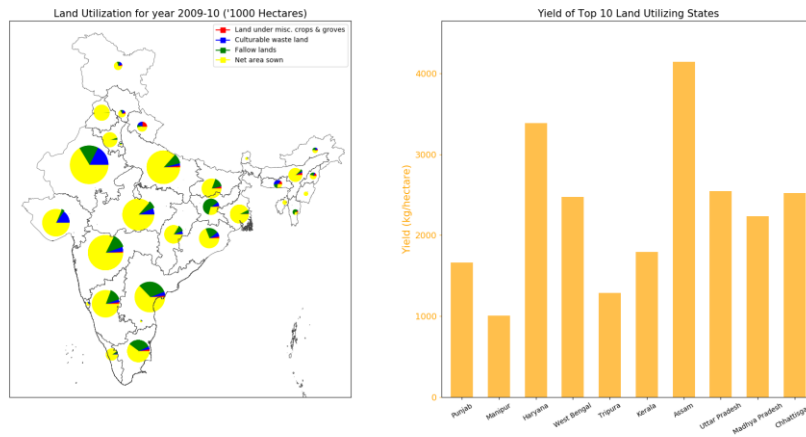 Land Utilization for year 2009-10 ('1000 Hectares)
Land under misc. crops & groves
Culturable waste land
Fallow lands
Net area sown
Yield of Top 10 Land Utilizing States
Yield (kg/hectare)
4000
3000
2000
1000
0
Punjab
Manipur
Haryana
West Bengal
Tripura
Kerala
Assam
Uttar Pradesh
Madhya Pradesh